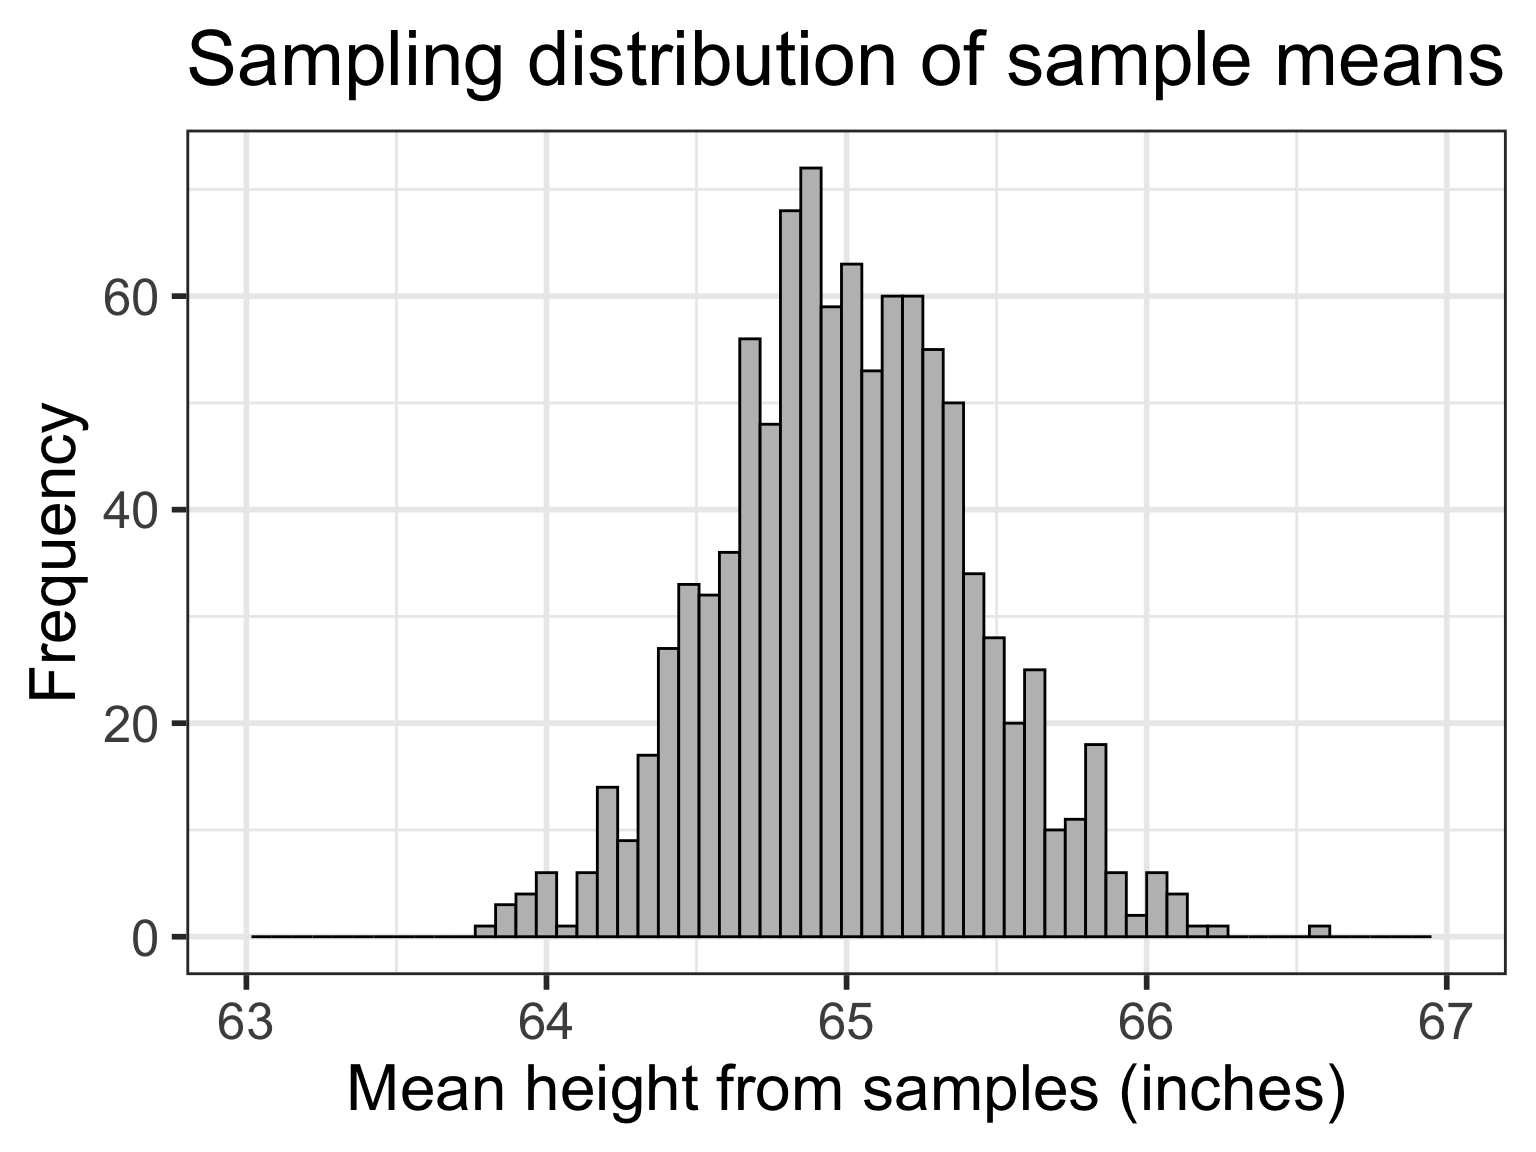 Sampling distribution of sample means
Frequency
60
40
20
0
63 64 65 66 67
Mean height from samples (inches)